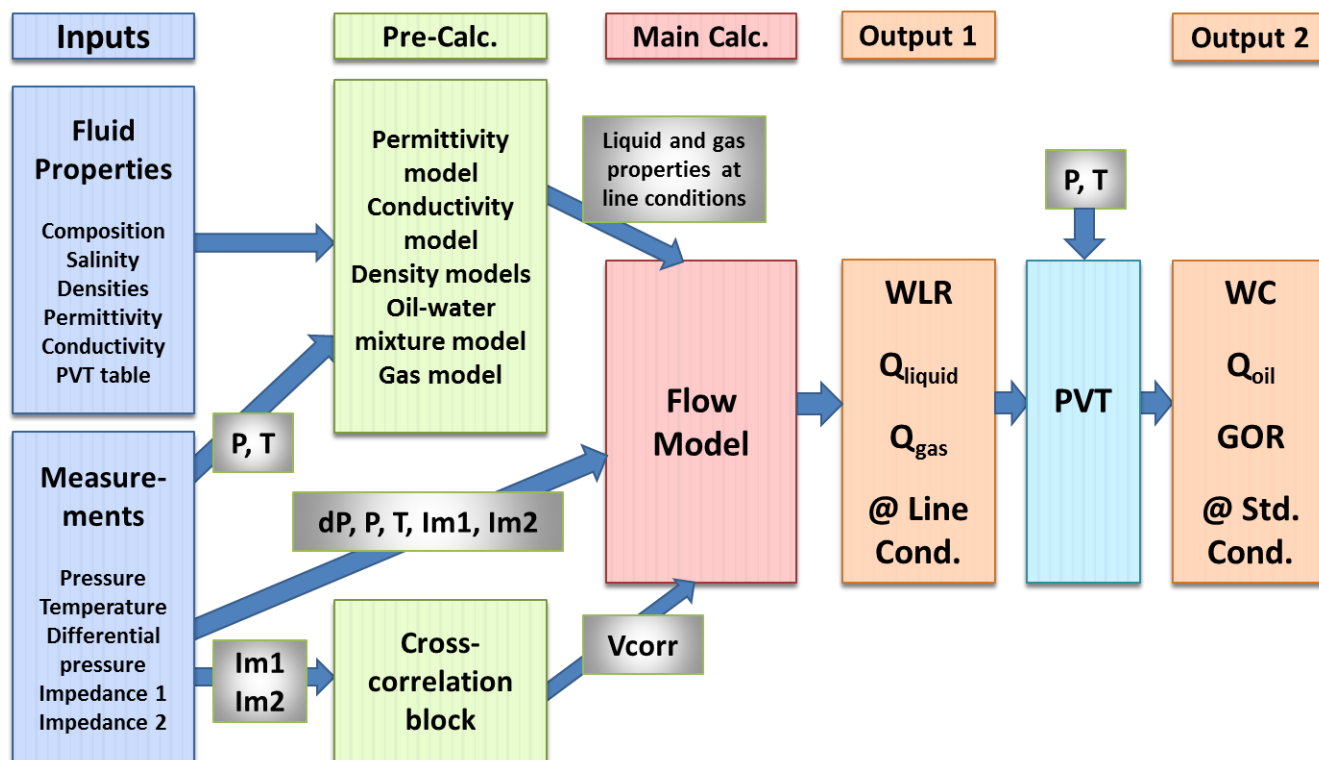 Inputs
Pre-Calc.
Main Calc.
Output 1
Output 2
Fluid
Properties
Composition
Salinity
Densities
Permittivity
Conductivity
PVT table
Measure-
ments
Pressure
Temperature
Differential
pressure
Impedance 1
Impedance 2
P, T
dP, P, T, Im1, Im2
Im1
Im2
Permittivity
model
Conductivity
model
Density models
Oil-water
mixture model
Gas model
Cross-
correlation
block
Liquid and gas
properties at
line conditions
Vcorr
Flow
Model
WLR
Qliquid
Qgas
@ Line
Cond.
P, T
PVT
WC
Qoil
GOR
@ Std.
Cond.